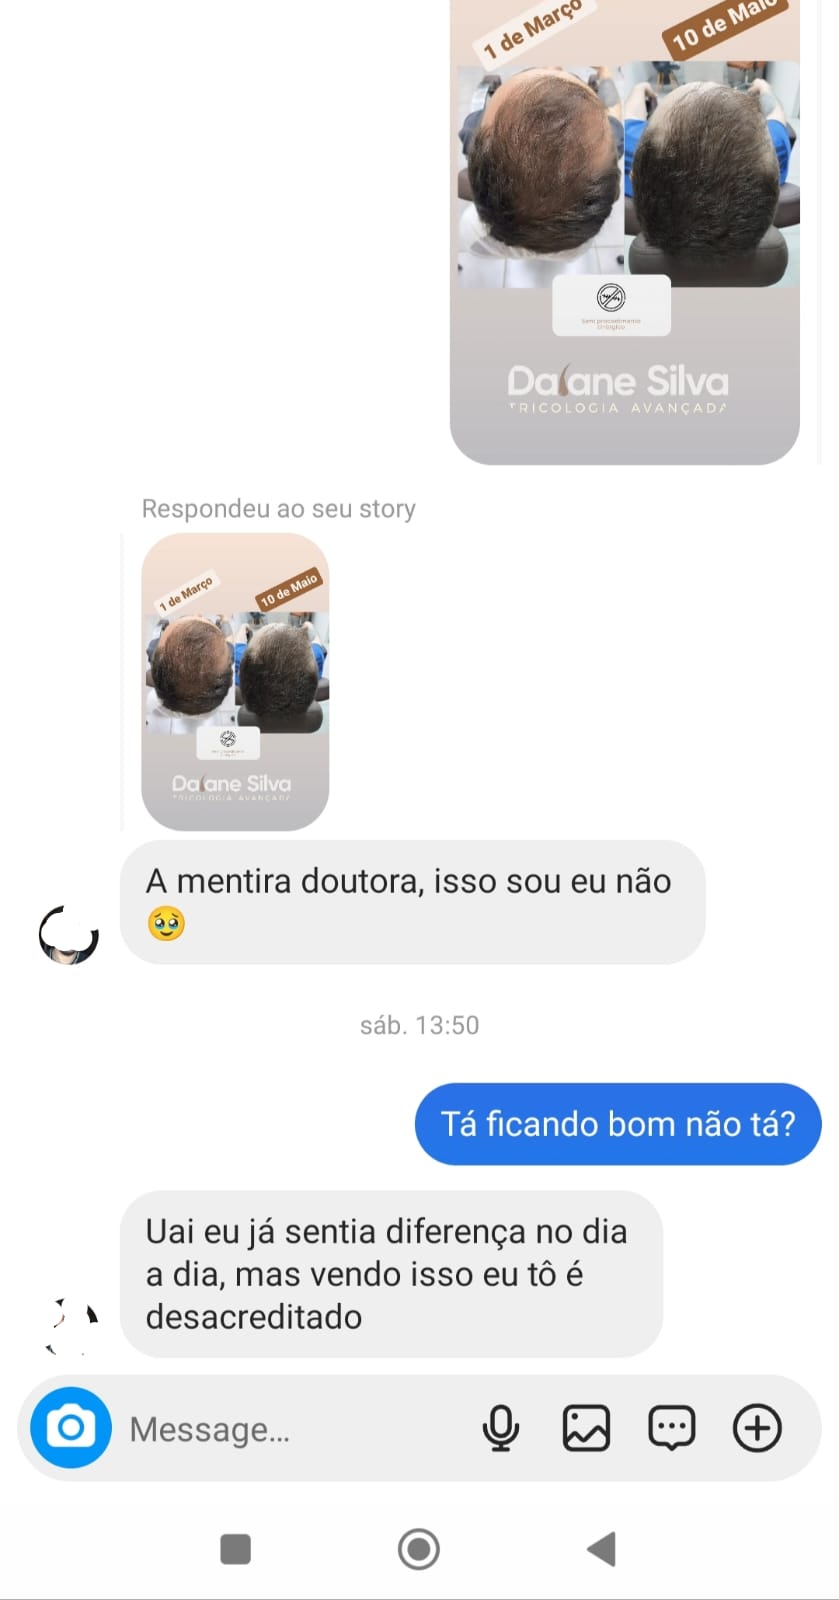 1 de Março
10 de Maio
Sem procedimento
cirúrgico
Daiane Silva
TRICOLOGIA AVANÇADA
Respondeu ao seu story
1 de Março
10 de Maio
Daiane Silva
TRICOLOGIA AVANÇADA
A mentira doutora, isso sou eu não
🥹
sáb. 13:50
Tá ficando bom não tá?
Uai eu já sentia diferença no dia
a dia, mas vendo isso eu tô é
desacreditado
Message...